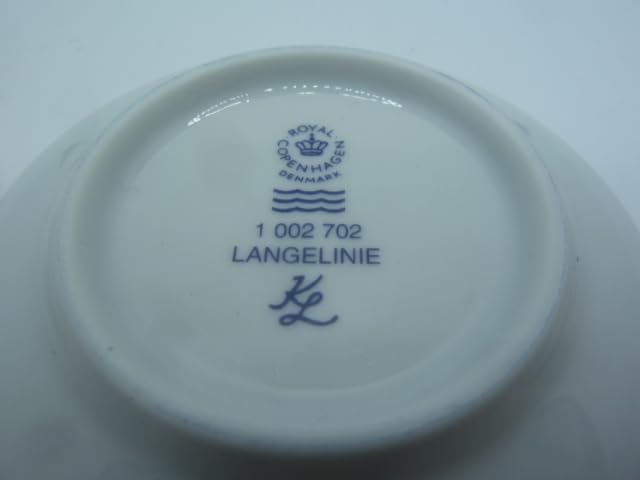 ROYAL
COPENHAGEN
DENMARK
1 002 702
LANGELINIE
KL